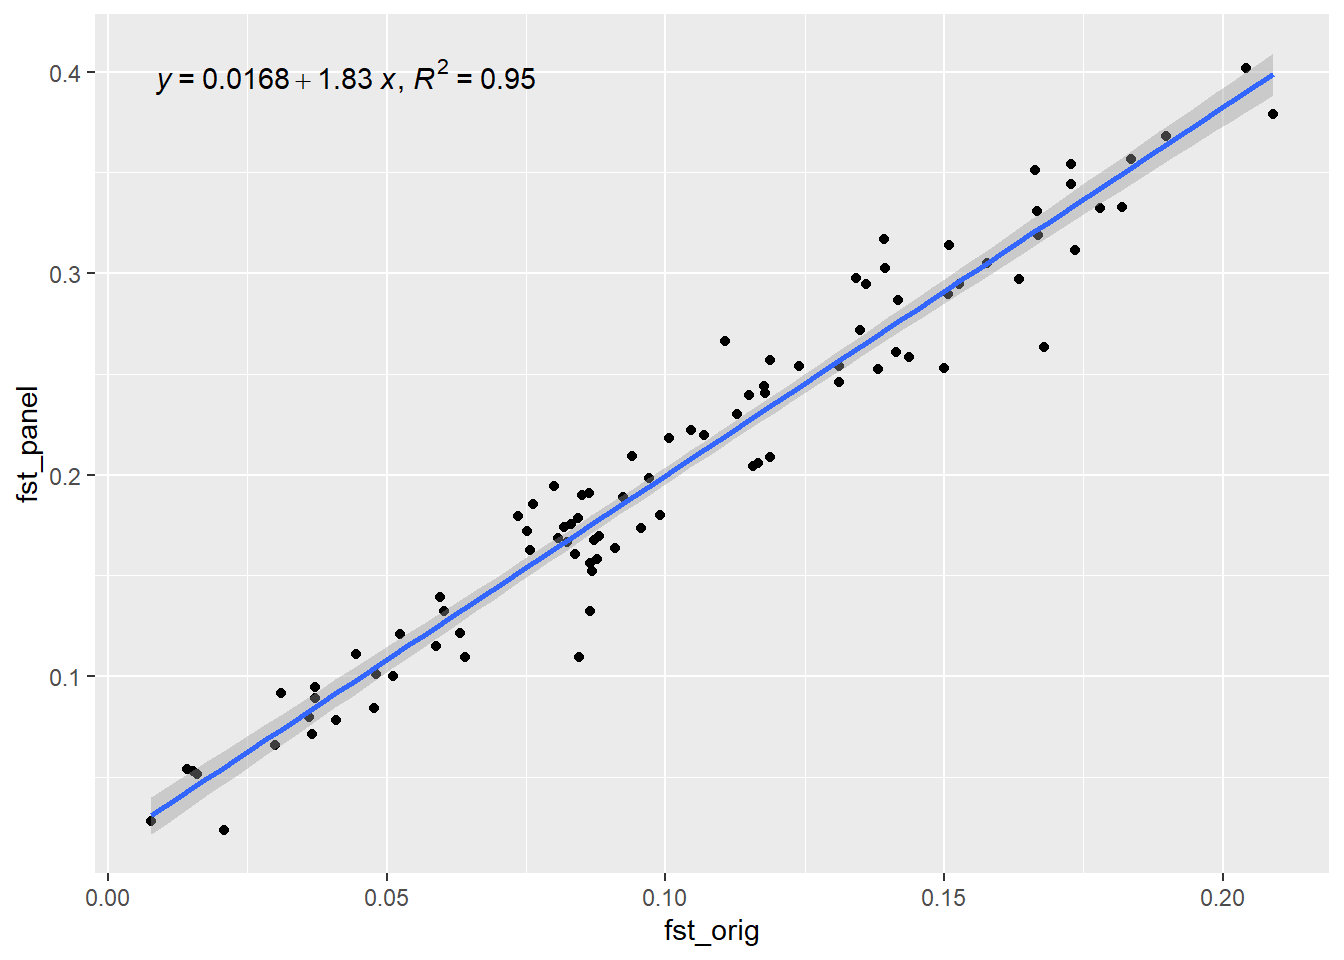 y = 0.0168 + 1.83 x, R² = 0.95
0.4
0.3
0.2
0.1
fst_panel
0.00 0.05 0.10 0.15 0.20
fst_orig